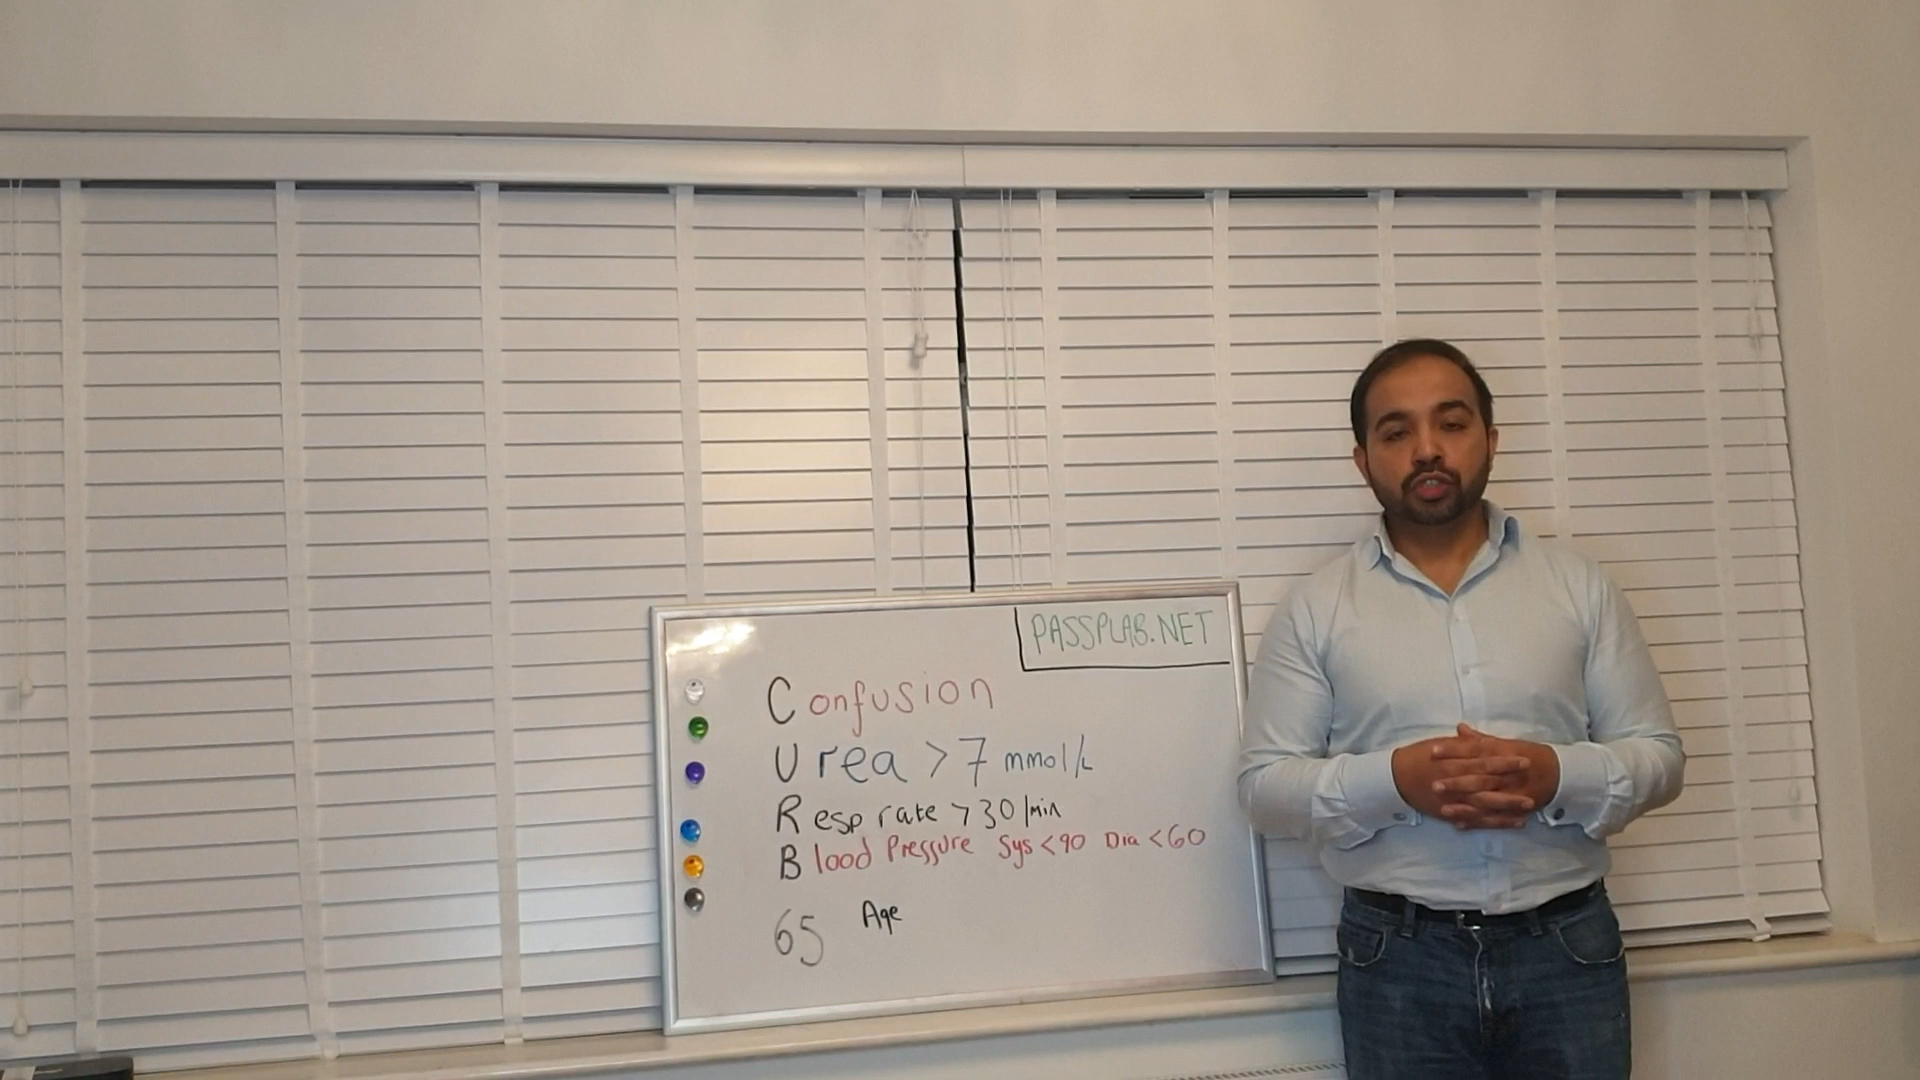 PASSPLAB.NET
Confusion
Urea >7 mmol/L
Resp rate >30/min
Blood Pressure Sys<90 Dia<60
65 Age